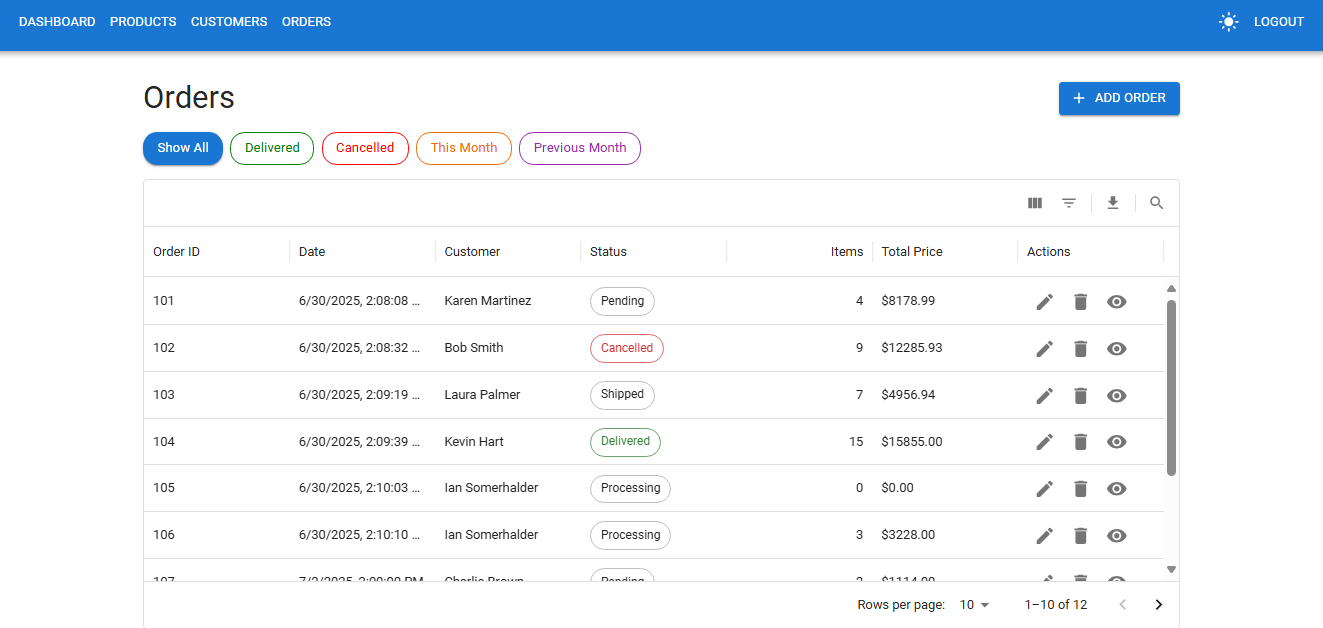 DASHBOARD PRODUCTS CUSTOMERS ORDERS LOGOUT
Orders
ADD ORDER
Show All Delivered Cancelled This Month Previous Month
Order ID Date Customer Status Items Total Price Actions
101 6/30/2025, 2:08:08 ... Karen Martinez Pending 4 $8178.99
102 6/30/2025, 2:08:32 ... Bob Smith Cancelled 9 $12285.93
103 6/30/2025, 2:09:19 ... Laura Palmer Shipped 7 $4956.94
104 6/30/2025, 2:09:39 ... Kevin Hart Delivered 15 $15855.00
105 6/30/2025, 2:10:03 ... Ian Somerhalder Processing 0 $0.00
106 6/30/2025, 2:10:10 ... Ian Somerhalder Processing 3 $3228.00
107 Charlie Brown Pending
Rows per page: 10 1–10 of 12